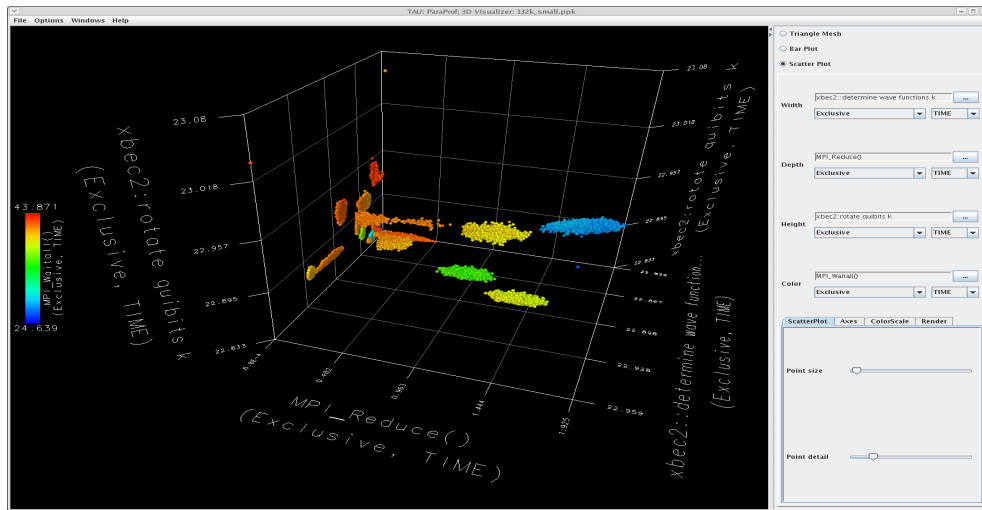 TAU: ParaProf: 3D Visualizer: 132k_small.ppk
File Options Windows Help
23.08
23.018
22.957
22.895
22.833
xbec2::rotate quibits k
(Exclusive, TIME)
43.871
24.639
MPI_Waitall()
(Exclusive, TIME)
0.482
0.963
1.444
1.925
MPI_Reduce()
(Exclusive, TIME)
23.08
23.018
22.957
22.895
22.833
22.867
22.898
22.928
22.959
xbec2::rotate quibits k
(Exclusive, TIME)
xbec2::determine wave function...
(Exclusive, TIME)
Triangle Mesh
Bar Plot
Scatter Plot
Width
xbec2::determine wave functions k
...
Exclusive
TIME
Depth
MPI_Reduce()
...
Exclusive
TIME
Height
xbec2:rotate quibits k
...
Exclusive
TIME
Color
MPI_Waitall()
...
Exclusive
TIME
ScatterPlot Axes ColorScale Render
Point size
Point detail